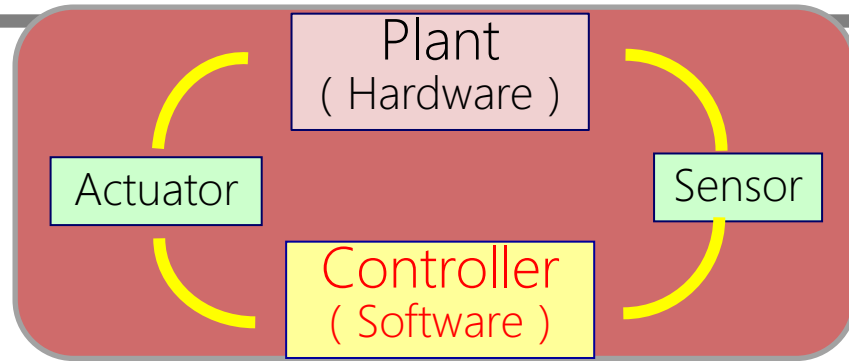 Plant
( Hardware )
Actuator
Sensor
Controller
( Software )